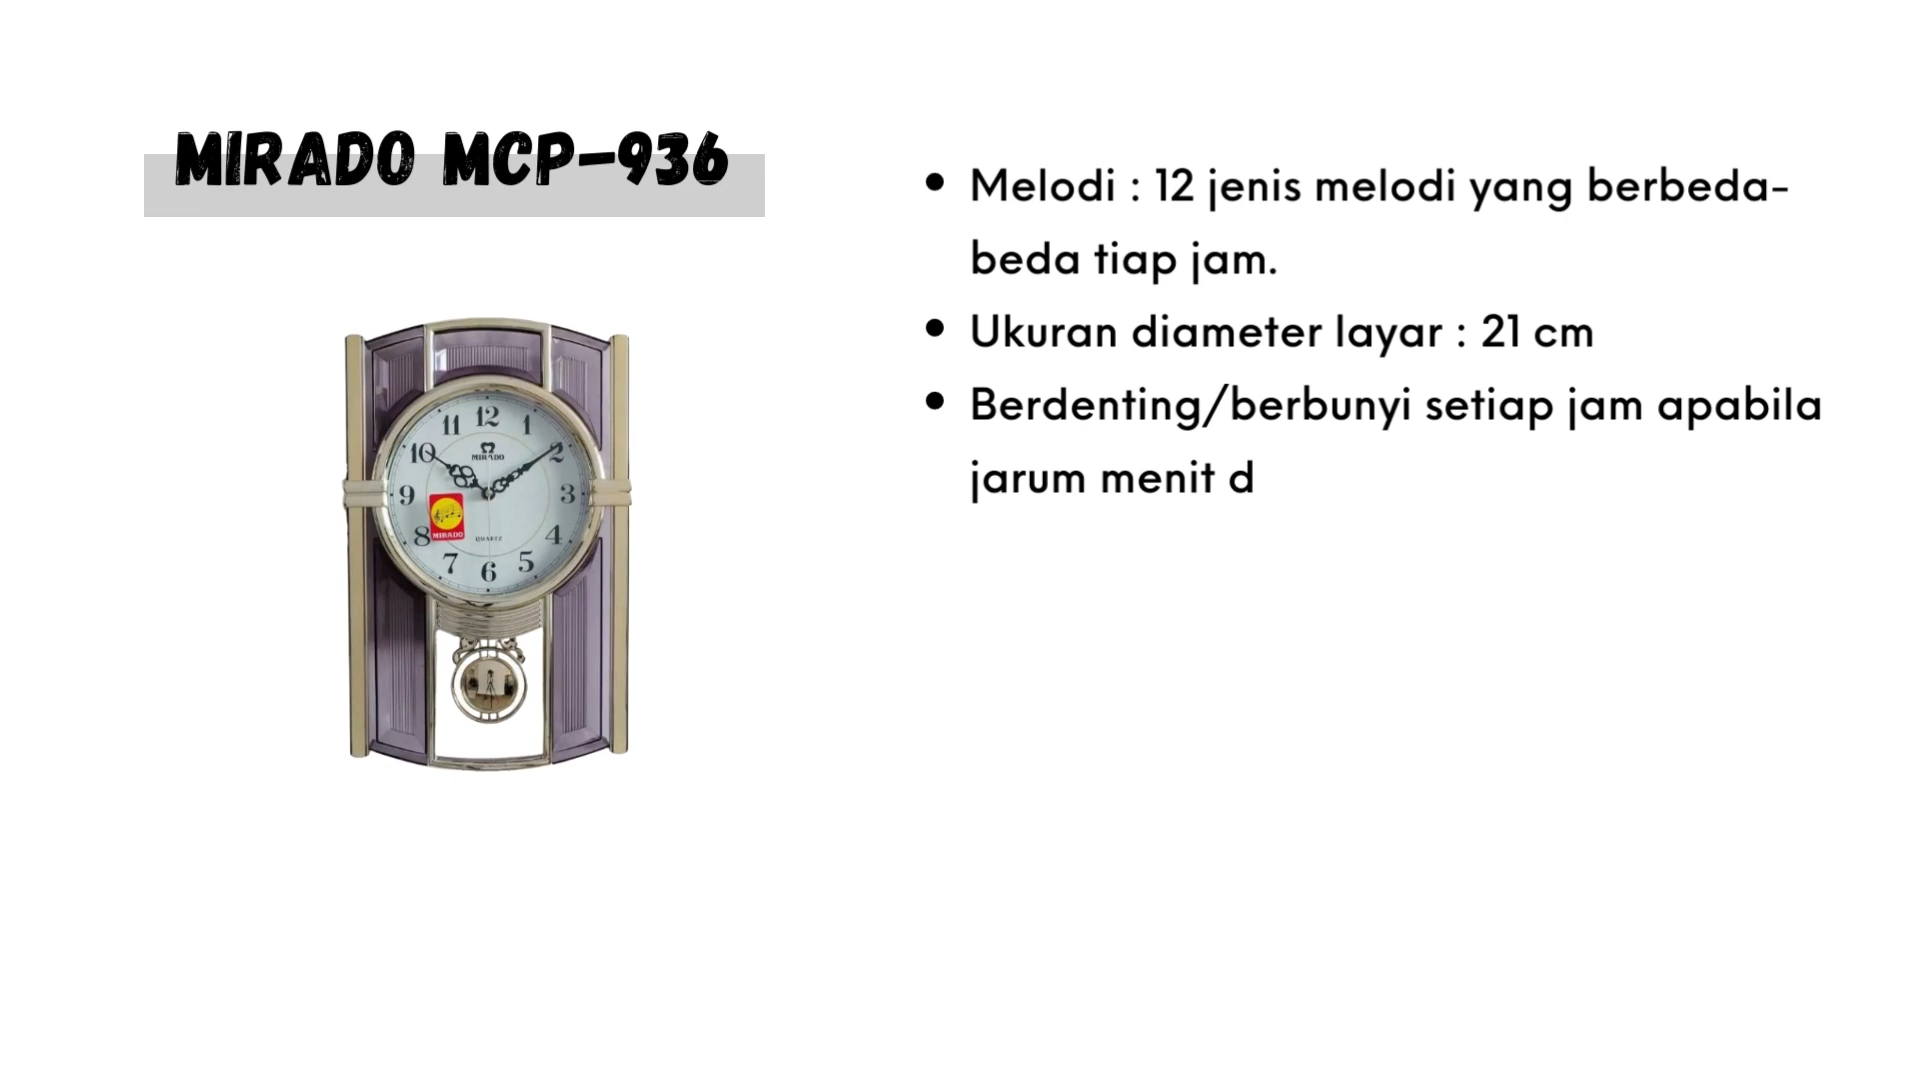 MIRADO MCP-936
• Melodi : 12 jenis melodi yang berbeda-
beda tiap jam.
• Ukuran diameter layar : 21 cm
• Berdenting/berbunyi setiap jam apabila
jarum menit d
12
11 1
10 2
MIRADO
9 3
MIRADO
8 4
QUARTZ
7 5
6